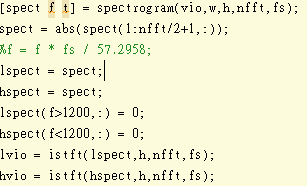 [spect f t] = spectrogram(vio,w,h,nfft,fs);
spect = abs(spect(1:nfft/2+1,:));
%f = f * fs / 57.2958;
lspect = spect;
hspect = spect;
lspect(f>1200,:) = 0;
hspect(f<1200,:) = 0;
lvio = istft(lspect,h,nfft,fs);
hvio = istft(hspect,h,nfft,fs);